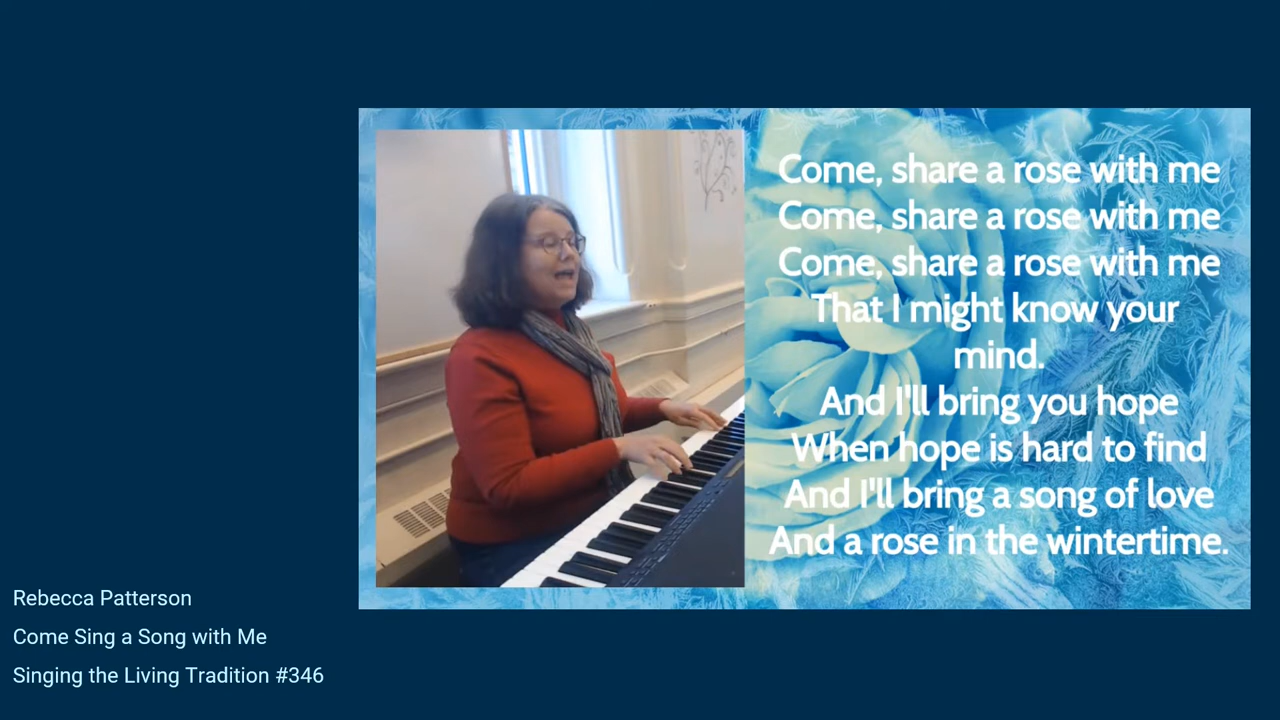 Come, share a rose with me
Come, share a rose with me
Come, share a rose with me
That I might know your
mind.
And I'll bring you hope
When hope is hard to find
And I'll bring a song of love
And a rose in the wintertime.
Rebecca Patterson
Come Sing a Song with Me
Singing the Living Tradition #346